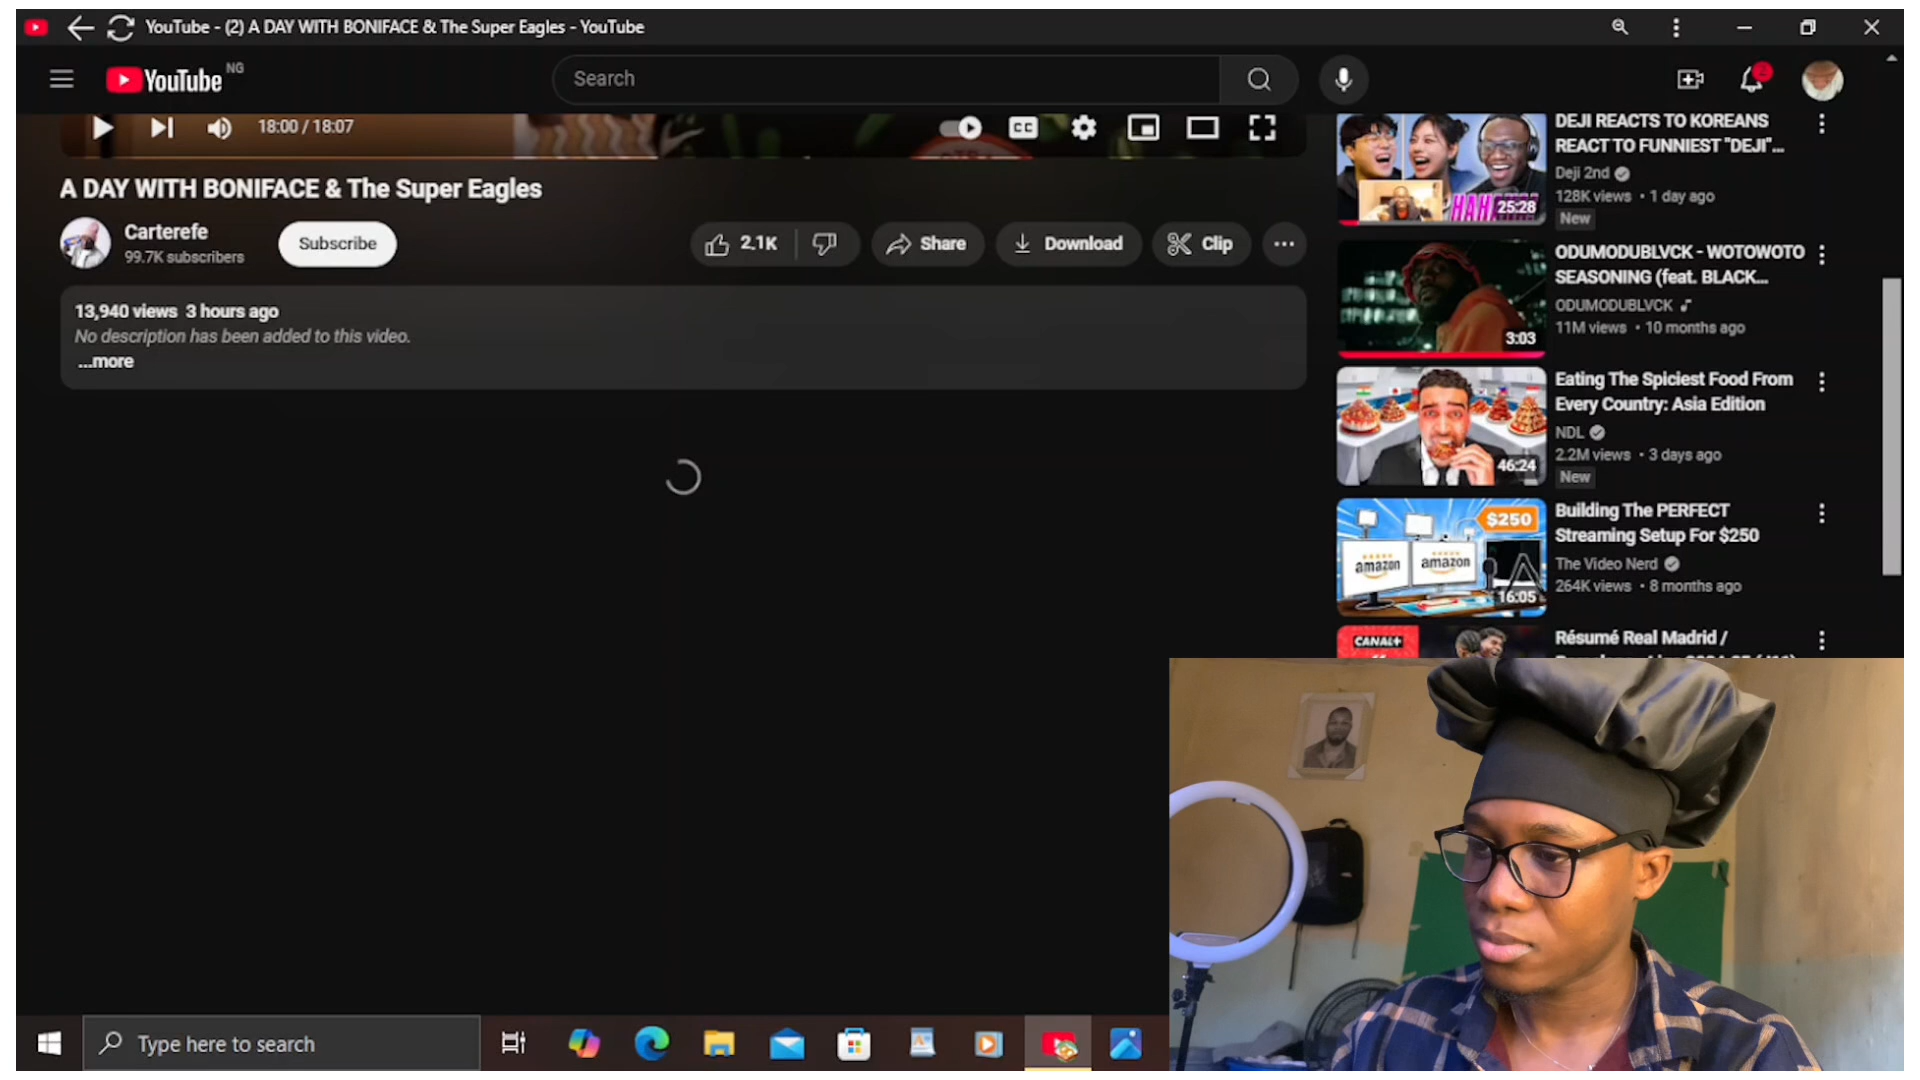 YouTube - (2) A DAY WITH BONIFACE & The Super Eagles - YouTube
YouTube NG
Search
2
18:00 / 18:07
CC
A DAY WITH BONIFACE & The Super Eagles
Carterefe
99.7K subscribers
Subscribe
2.1K
Share
Download
Clip
13,940 views 3 hours ago
No description has been added to this video.
...more
HAHA
25:28
DEJI REACTS TO KOREANS
REACT TO FUNNIEST "DEJI"...
Deji 2nd
128K views • 1 day ago
New
3:03
ODUMODUBLVCK - WOTOWOTO
SEASONING (feat. BLACK...
ODUMODUBLVCK
11M views • 10 months ago
46:24
Eating The Spiciest Food From
Every Country: Asia Edition
NDL
2.2M views • 3 days ago
New
$250
amazon
amazon
16:05
Building The PERFECT
Streaming Setup For $250
The Video Nerd
264K views • 8 months ago
CANAL+
Résumé Real Madrid /
Type here to search